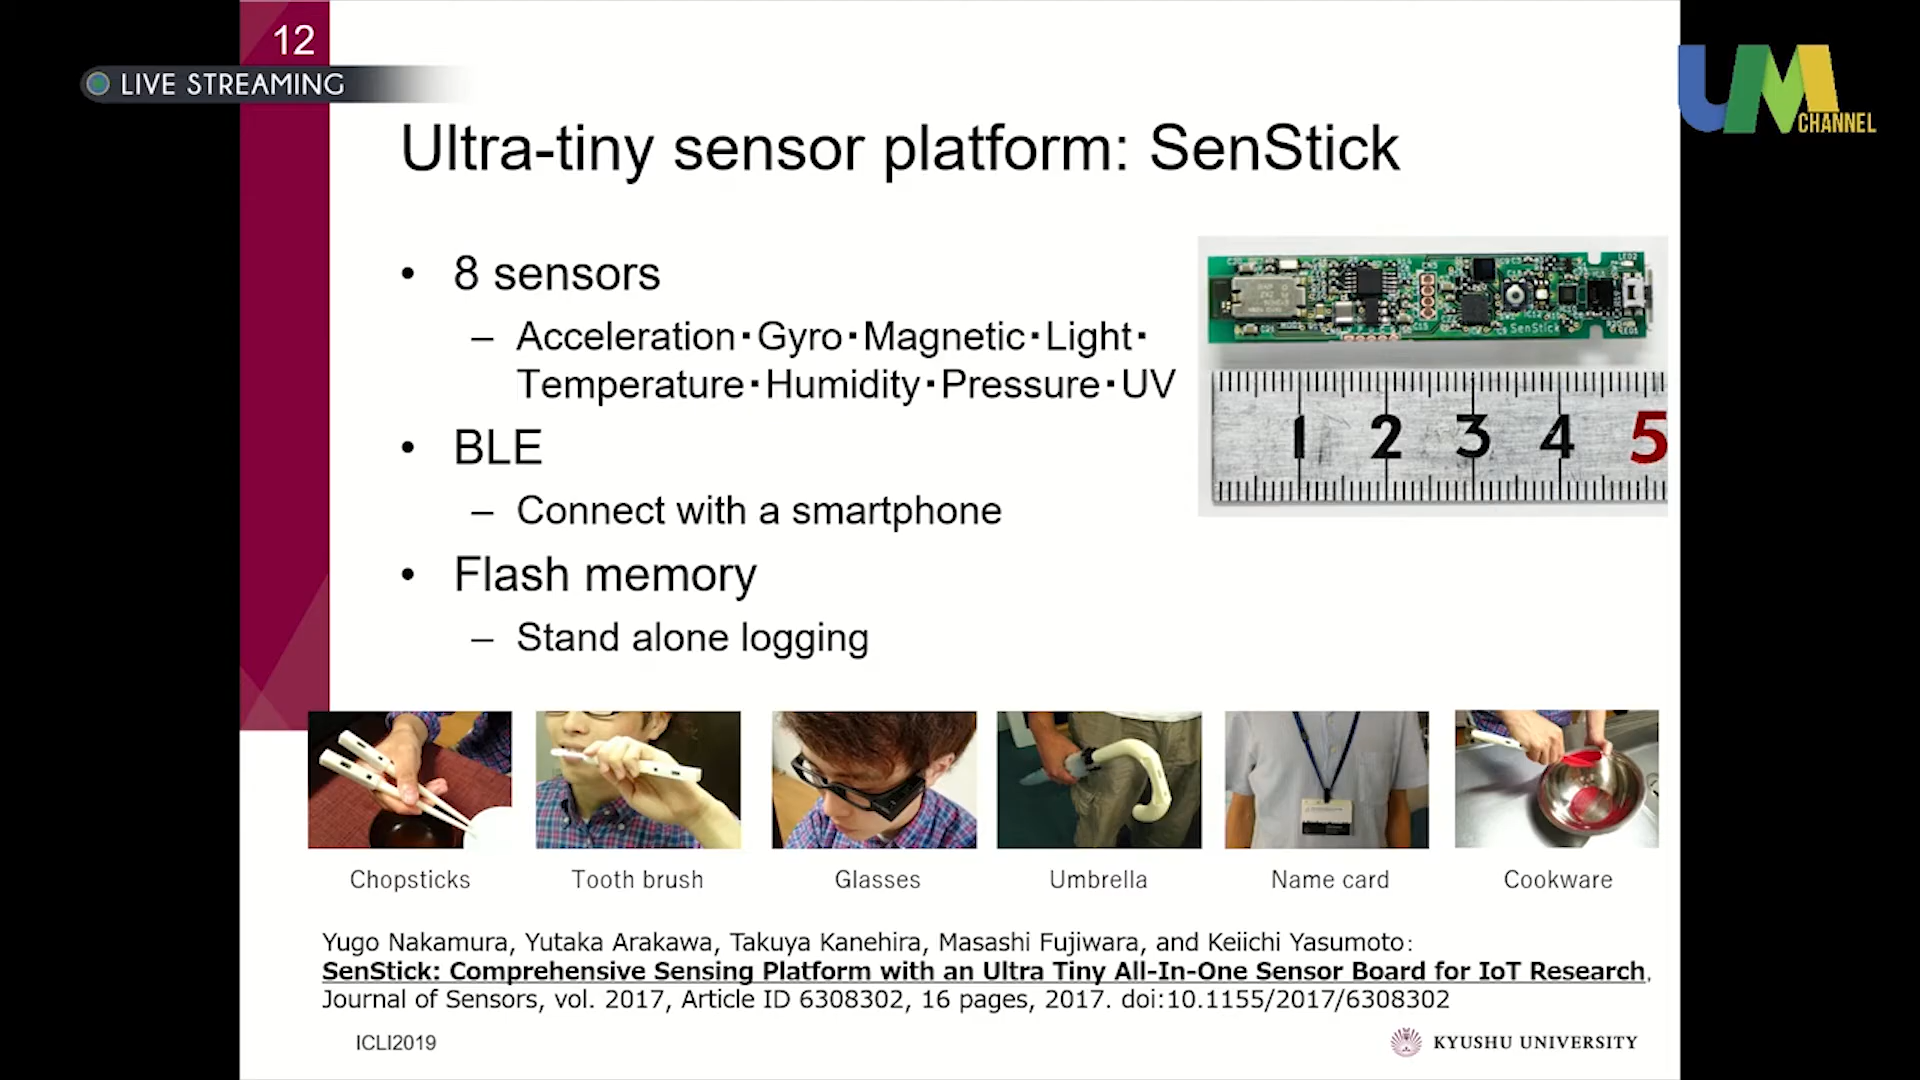 12
LIVE STREAMING
UM
CHANNEL
Ultra-tiny sensor platform: SenStick
• 8 sensors
– Acceleration・Gyro・Magnetic・Light・
Temperature・Humidity・Pressure・UV
• BLE
– Connect with a smartphone
• Flash memory
– Stand alone logging
SenStick
1 2 3 4 5
Chopsticks
Tooth brush
Glasses
Umbrella
Name card
Cookware
Yugo Nakamura, Yutaka Arakawa, Takuya Kanehira, Masashi Fujiwara, and Keiichi Yasumoto:
SenStick: Comprehensive Sensing Platform with an Ultra Tiny All-In-One Sensor Board for IoT Research.
Journal of Sensors, vol. 2017, Article ID 6308302, 16 pages, 2017. doi:10.1155/2017/6308302
ICLI2019
KYUSHU UNIVERSITY